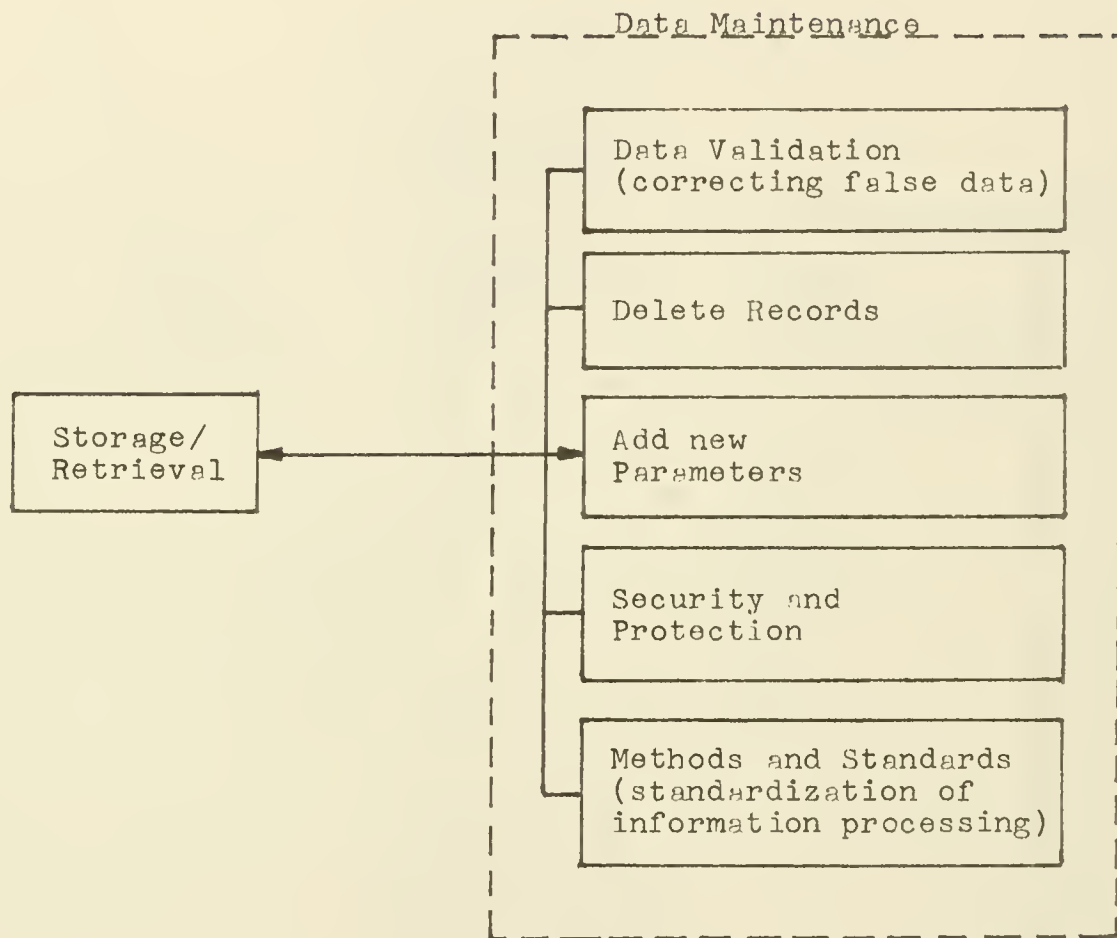 Data Maintenance
Data Validation
(correcting false data)
Delete Records
Storage/
Retrieval
Add new
Parameters
Security and
Protection
Methods and Standards
(standardization of
information processing)